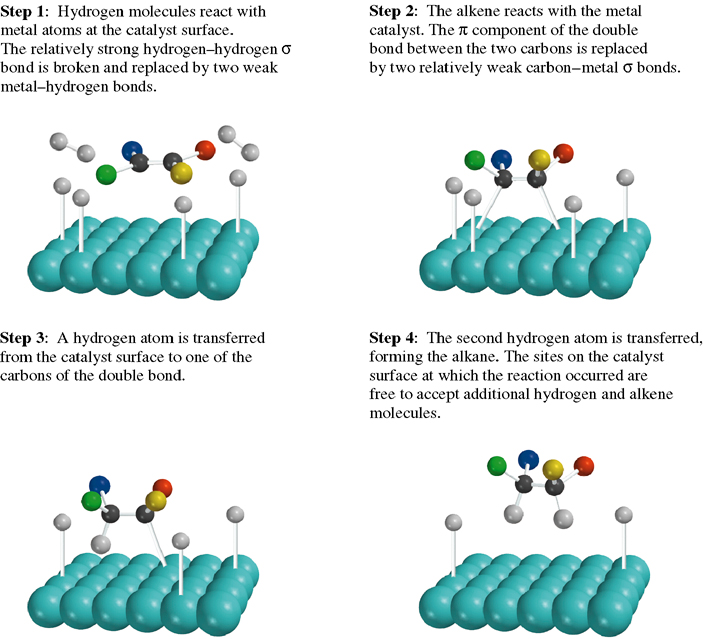 Step 1: Hydrogen molecules react with
metal atoms at the catalyst surface.
The relatively strong hydrogen–hydrogen σ
bond is broken and replaced by two weak
metal–hydrogen bonds.
Step 2: The alkene reacts with the metal
catalyst. The π component of the double
bond between the two carbons is replaced
by two relatively weak carbon–metal σ bonds.
Step 3: A hydrogen atom is transferred
from the catalyst surface to one of the
carbons of the double bond.
Step 4: The second hydrogen atom is transferred,
forming the alkane. The sites on the catalyst
surface at which the reaction occurred are
free to accept additional hydrogen and alkene
molecules.